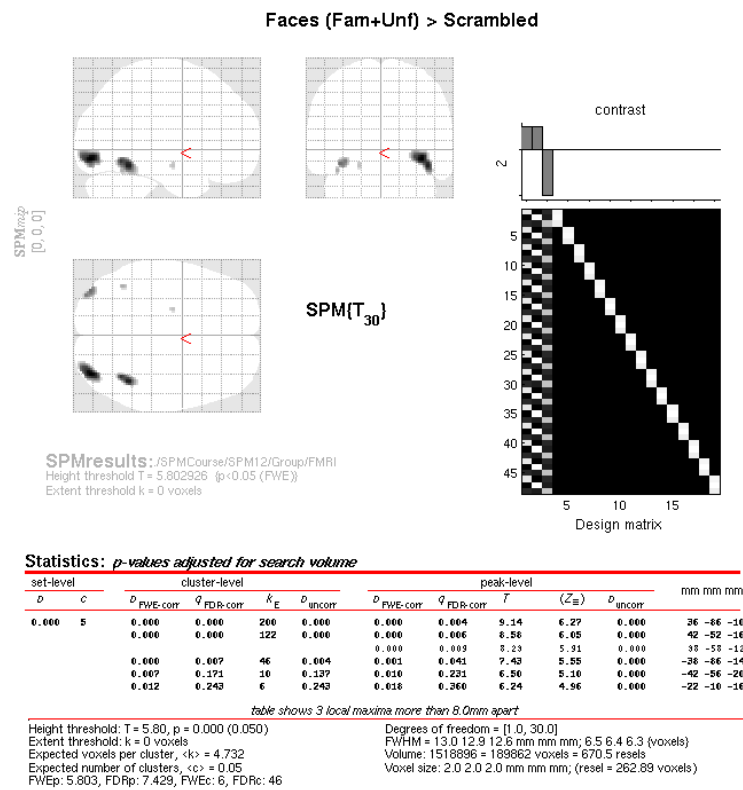 Faces (Fam+Unf) > Scrambled
contrast
2
<
<
SPMmip
[0, 0, 0]
<
SPM{T30}
5
10
15
20
25
30
35
40
45
5 10 15
Design matrix
SPMresults: ./SPMCourse/SPM12/Group/FMRI
Height threshold T = 5.802926 {p<0.05 (FWE)}
Extent threshold k = 0 voxels
Statistics: p-values adjusted for search volume
set-level cluster-level peak-level mm mm mm
p c pFWE-corr qFDR-corr kE puncorr pFWE-corr qFDR-corr T (Z≡) puncorr
0.000 5 0.000 0.000 200 0.000 0.000 0.004 9.14 6.27 0.000 36 -86 -10
0.000 0.000 122 0.000 0.000 0.006 8.58 6.05 0.000 42 -52 -16
0.000 0.009 8.23 5.91 0.000 38 -58 -12
0.000 0.007 46 0.004 0.001 0.041 7.43 5.55 0.000 -38 -86 -14
0.007 0.171 10 0.137 0.010 0.231 6.50 5.10 0.000 -42 -56 -20
0.012 0.243 6 0.243 0.018 0.360 6.24 4.96 0.000 -22 -10 -16
table shows 3 local maxima more than 8.0mm apart
Height threshold: T = 5.80, p = 0.000 (0.050)
Extent threshold: k = 0 voxels
Expected voxels per cluster, <k> = 4.732
Expected number of clusters, <c> = 0.05
FWEp: 5.803, FDRp: 7.429, FWEc: 6, FDRc: 46
Degrees of freedom = [1.0, 30.0]
FWHM = 13.0 12.9 12.6 mm mm mm; 6.5 6.4 6.3 {voxels}
Volume: 1518896 = 189862 voxels = 670.5 resels
Voxel size: 2.0 2.0 2.0 mm mm mm; (resel = 262.89 voxels)